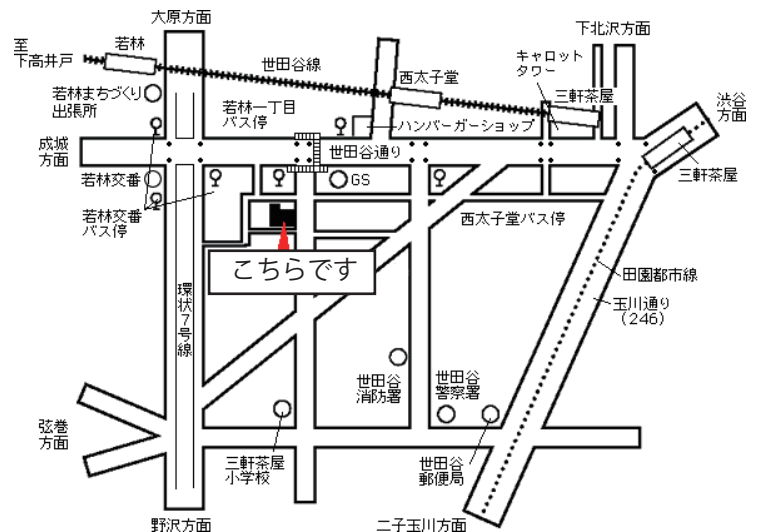 大原方面
下北沢方面
至
下高井戸
若林
世田谷線
西太子堂
キャロット
タワー
三軒茶屋
渋谷
方面
若林まちづくり
出張所
若林一丁目
バス停
ハンバーガーショップ
成城
方面
世田谷通り
三軒茶屋
若林交番
GS
若林交番
バス停
西太子堂バス停
こちらです
田園都市線
環状7号線
玉川通り
(246)
世田谷
消防署
世田谷
警察署
弦巻
方面
三軒茶屋
小学校
世田谷
郵便局
野沢方面
二子玉川方面